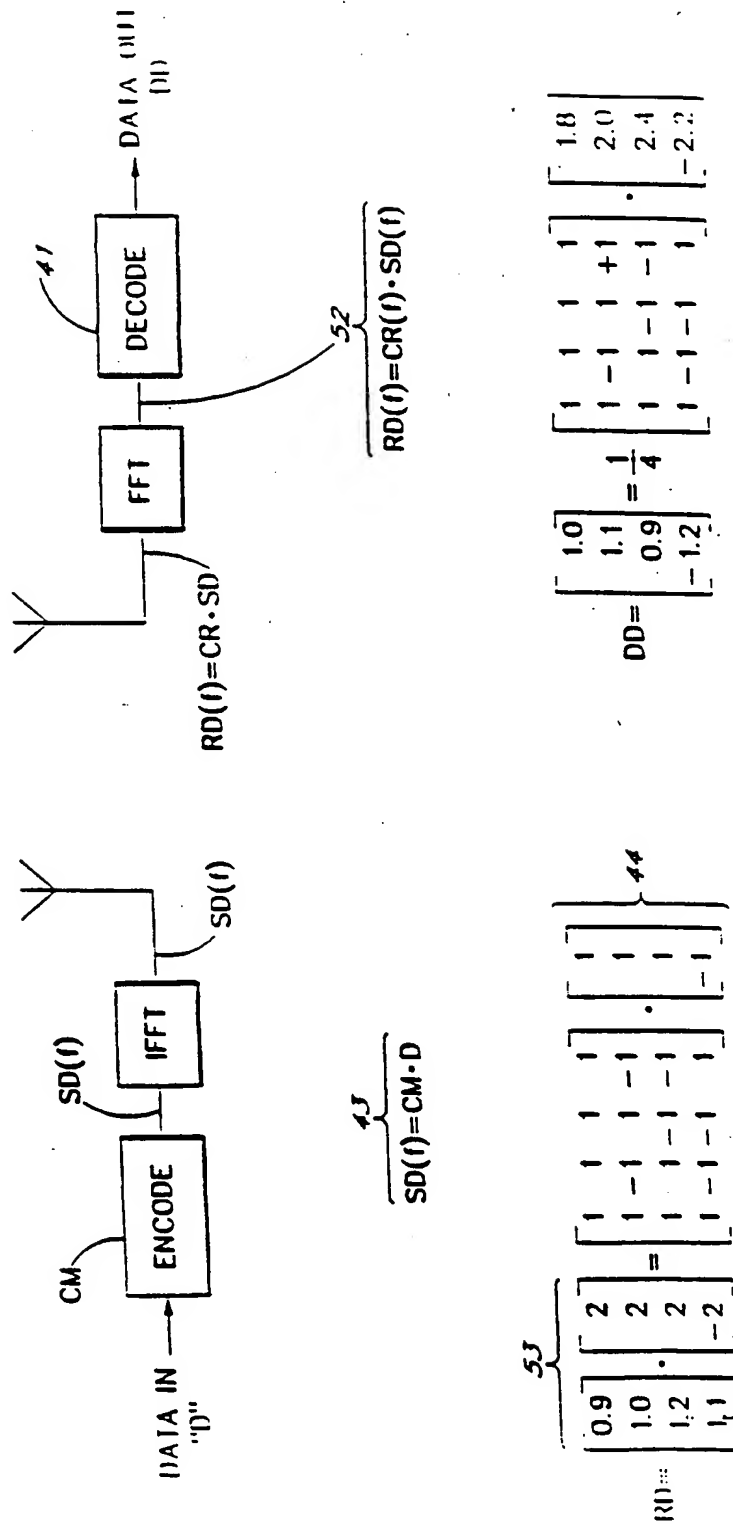 DATA IN
"D"
CM
ENCODE
SD(f)
IFFT
SD(f)
43
SD(f)=CM·D
RD(f)=CR·SD
FFT
DECODE
41
DATA OUT
DD
52
RD(f)=CR(f)·SD(f)
53
44
RD= [0.9 · [2 = [1 1 1 1] · [1]
1.0 2 1 -1 1 -1 1
1.2 2 1 1 -1 -1 1
1.1 -2 1 -1 -1 1 -1
DD= [1.0] = 1/4 [1 1 1 1] · [1.8]
1.1 1 -1 1 +1 2.0
0.9 1 1 -1 -1 2.4
-1.2 1 -1 -1 1 -2.2